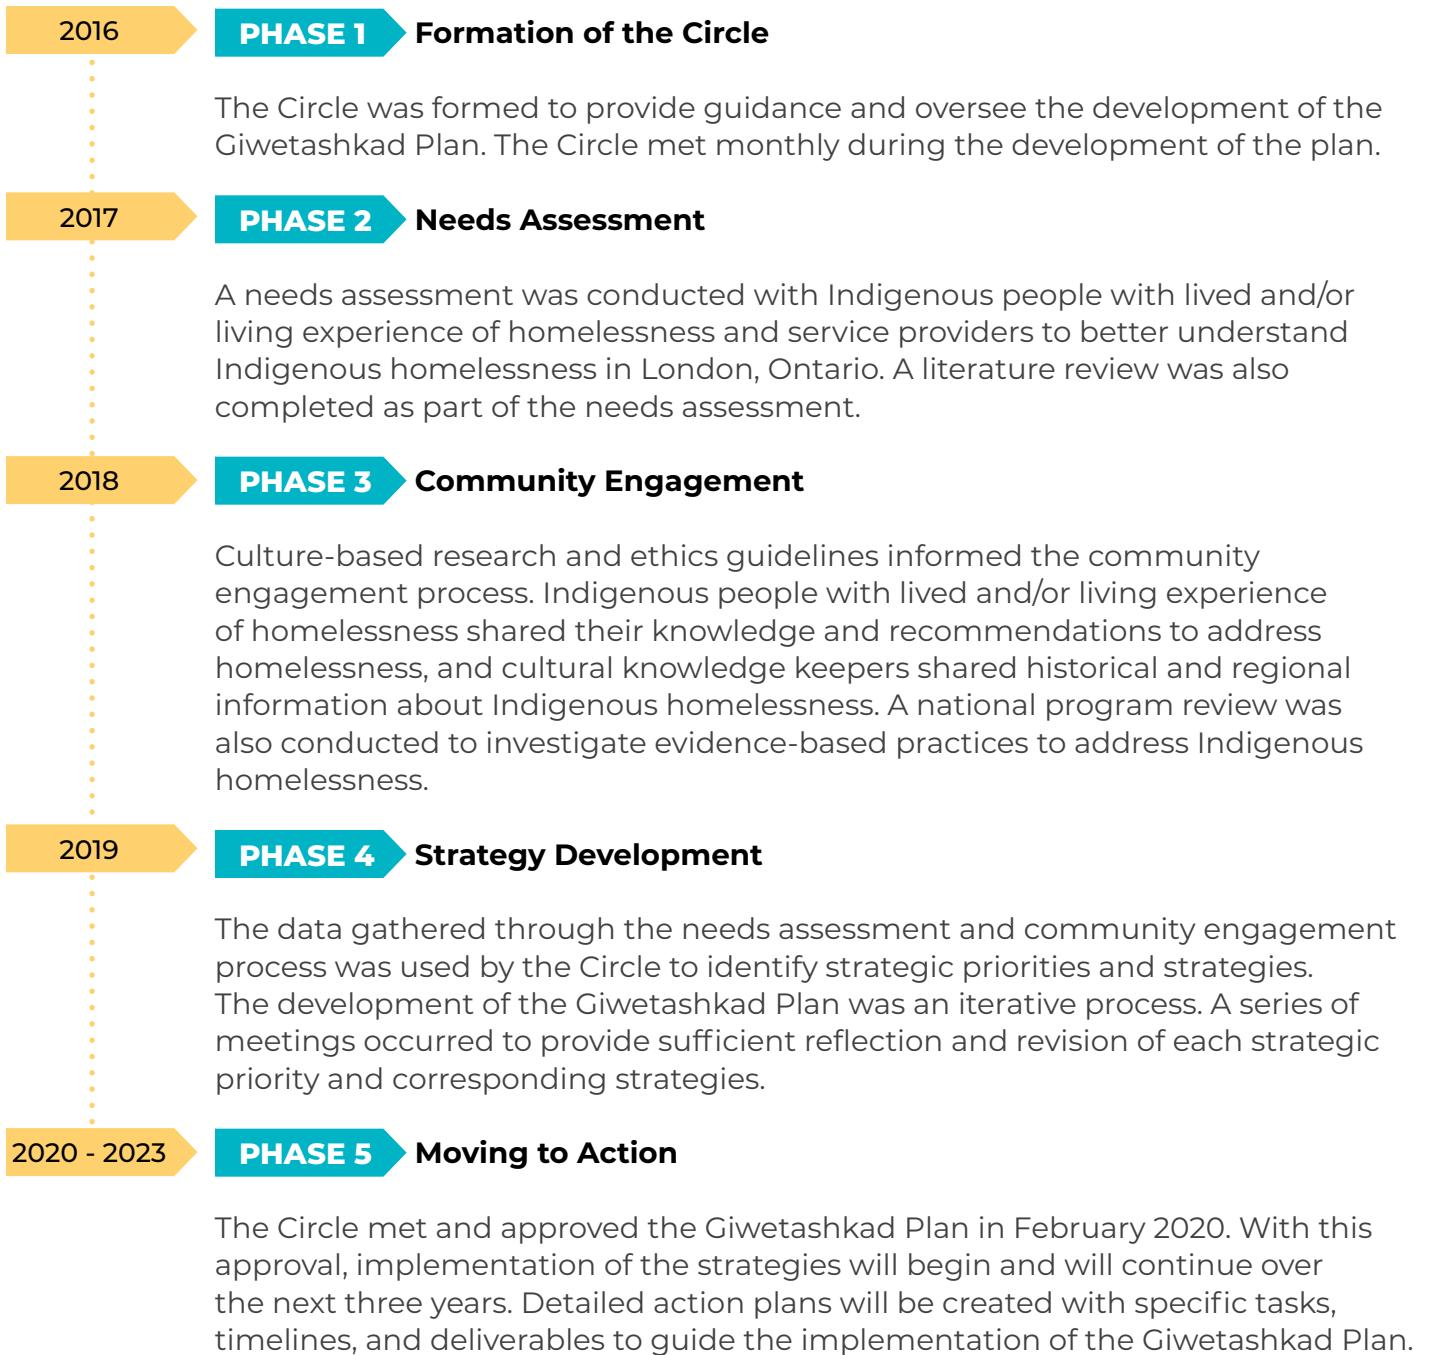 2016
PHASE 1 Formation of the Circle
The Circle was formed to provide guidance and oversee the development of the
Giwetashkad Plan. The Circle met monthly during the development of the plan.
2017
PHASE 2 Needs Assessment
A needs assessment was conducted with Indigenous people with lived and/or
living experience of homelessness and service providers to better understand
Indigenous homelessness in London, Ontario. A literature review was also
completed as part of the needs assessment.
2018
PHASE 3 Community Engagement
Culture-based research and ethics guidelines informed the community
engagement process. Indigenous people with lived and/or living experience
of homelessness shared their knowledge and recommendations to address
homelessness, and cultural knowledge keepers shared historical and regional
information about Indigenous homelessness. A national program review was
also conducted to investigate evidence-based practices to address Indigenous
homelessness.
2019
PHASE 4 Strategy Development
The data gathered through the needs assessment and community engagement
process was used by the Circle to identify strategic priorities and strategies.
The development of the Giwetashkad Plan was an iterative process. A series of
meetings occurred to provide sufficient reflection and revision of each strategic
priority and corresponding strategies.
2020 - 2023
PHASE 5 Moving to Action
The Circle met and approved the Giwetashkad Plan in February 2020. With this
approval, implementation of the strategies will begin and will continue over
the next three years. Detailed action plans will be created with specific tasks,
timelines, and deliverables to guide the implementation of the Giwetashkad Plan.